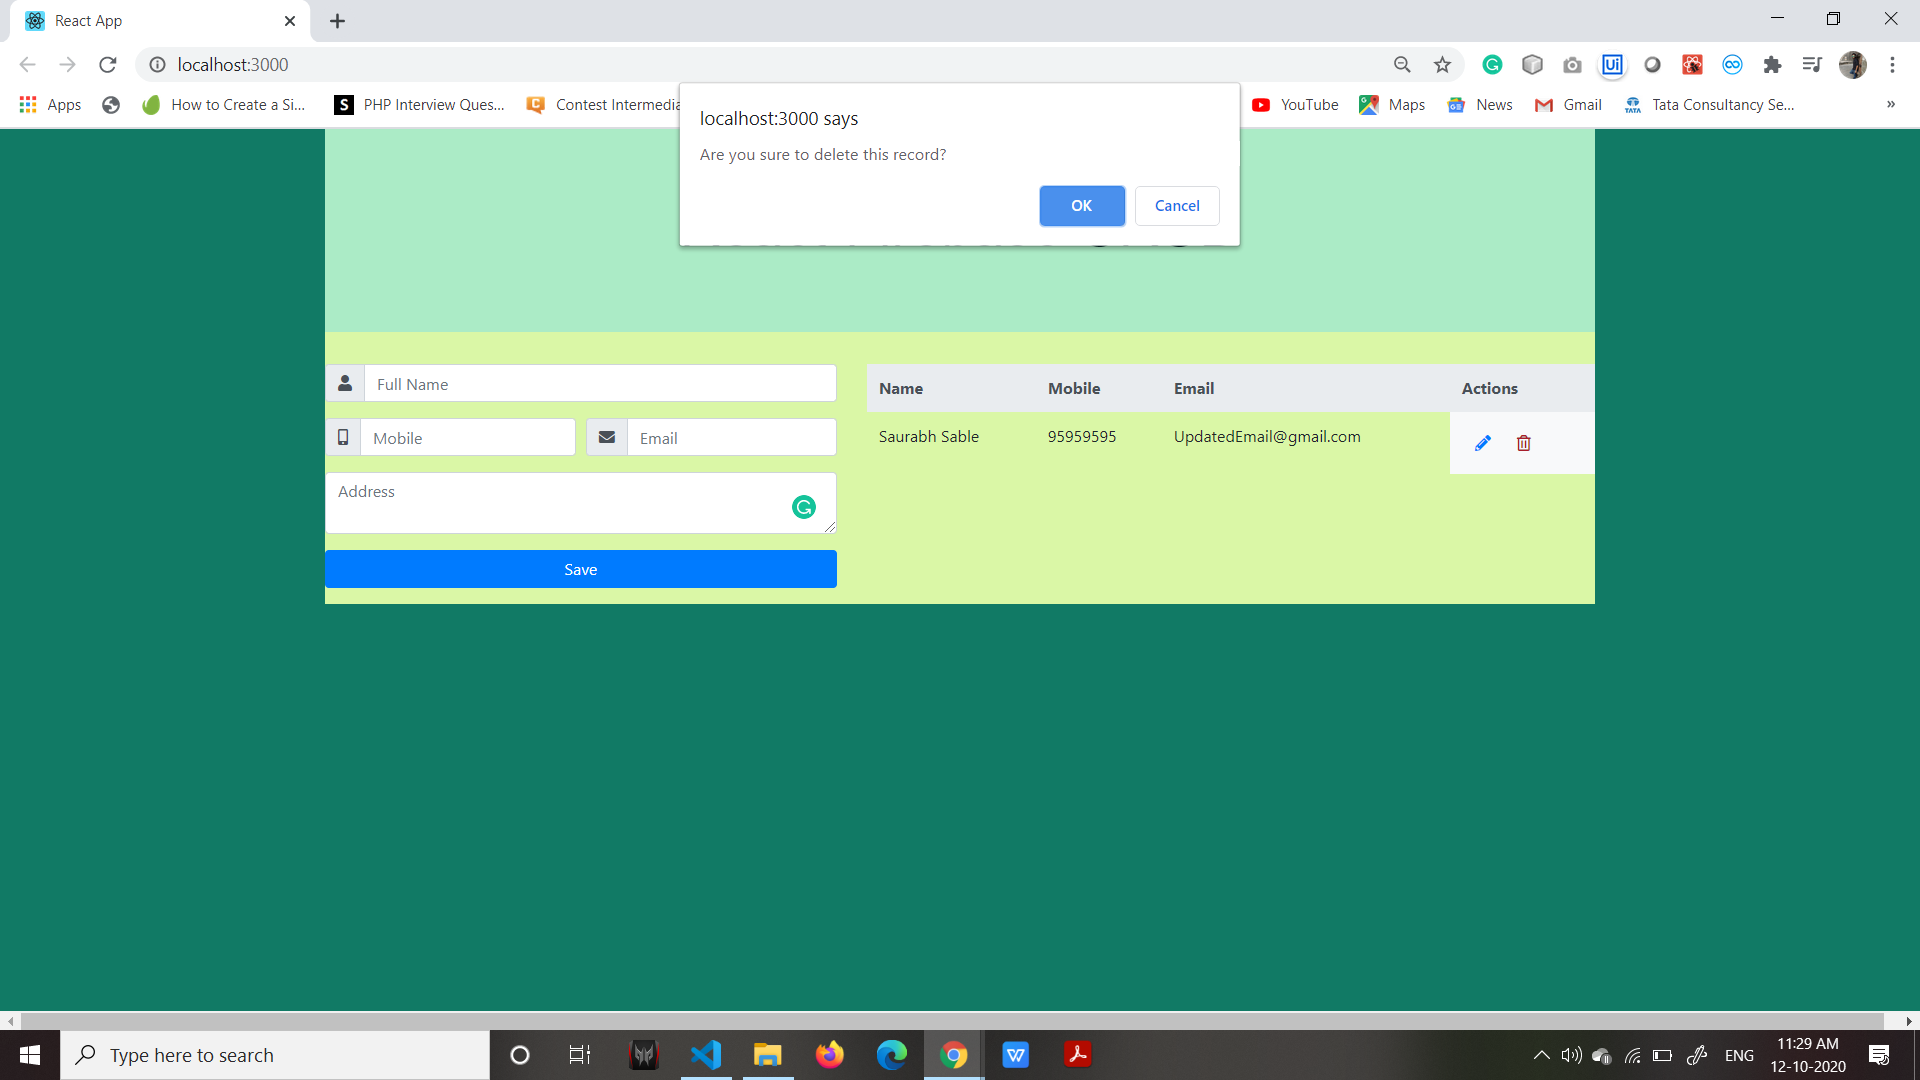 React App
localhost:3000
Apps
How to Create a Si...
PHP Interview Ques...
Contest Intermedia
YouTube
Maps
News
Gmail
Tata Consultancy Se...
»
localhost:3000 says
Are you sure to delete this record?
OK
Cancel
Full Name
Mobile
Email
Address
Save
Name Mobile Email Actions
Saurabh Sable 95959595 UpdatedEmail@gmail.com
Type here to search
ENG
11:29 AM
12-10-2020